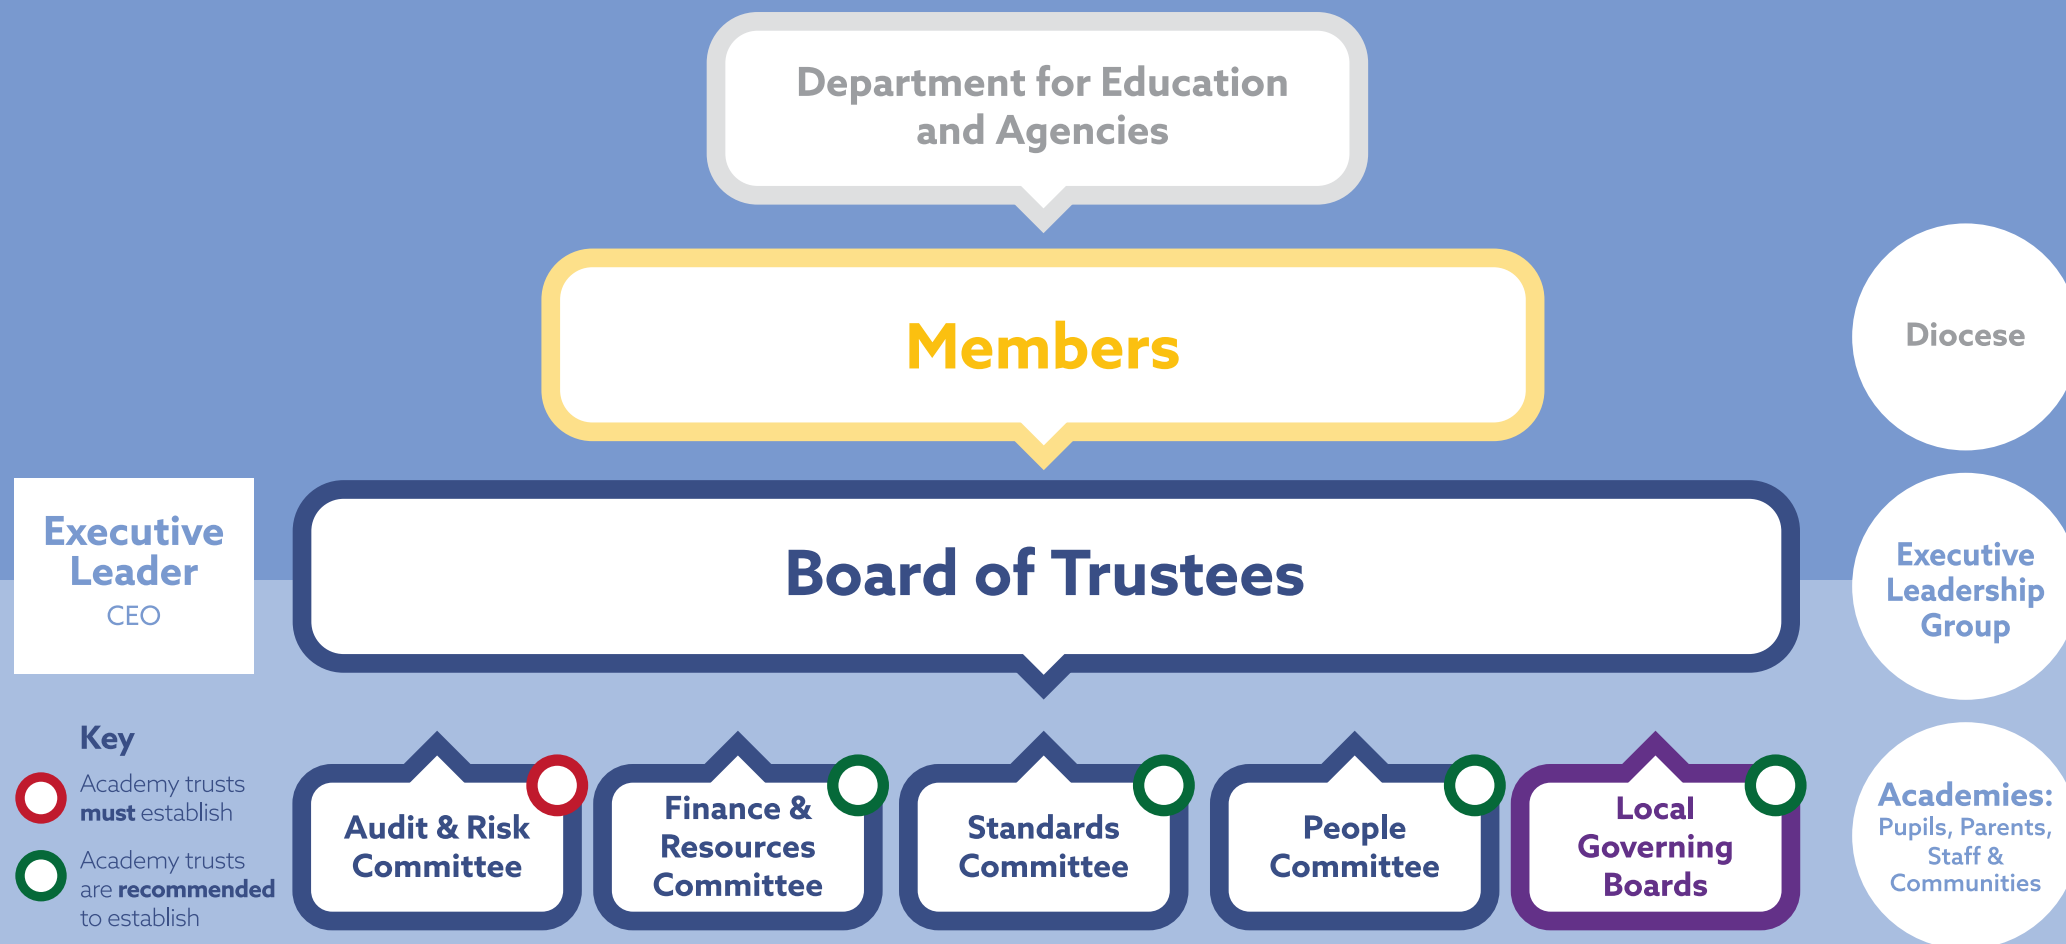 Department for Education
and Agencies
Members
Diocese
Executive
Leader
CEO
Board of Trustees
Executive
Leadership
Group
Key
Academy trusts
must establish
Academy trusts
are recommended
to establish
Audit & Risk
Committee
Finance &
Resources
Committee
Standards
Committee
People
Committee
Local
Governing
Boards
Academies:
Pupils, Parents,
Staff &
Communities